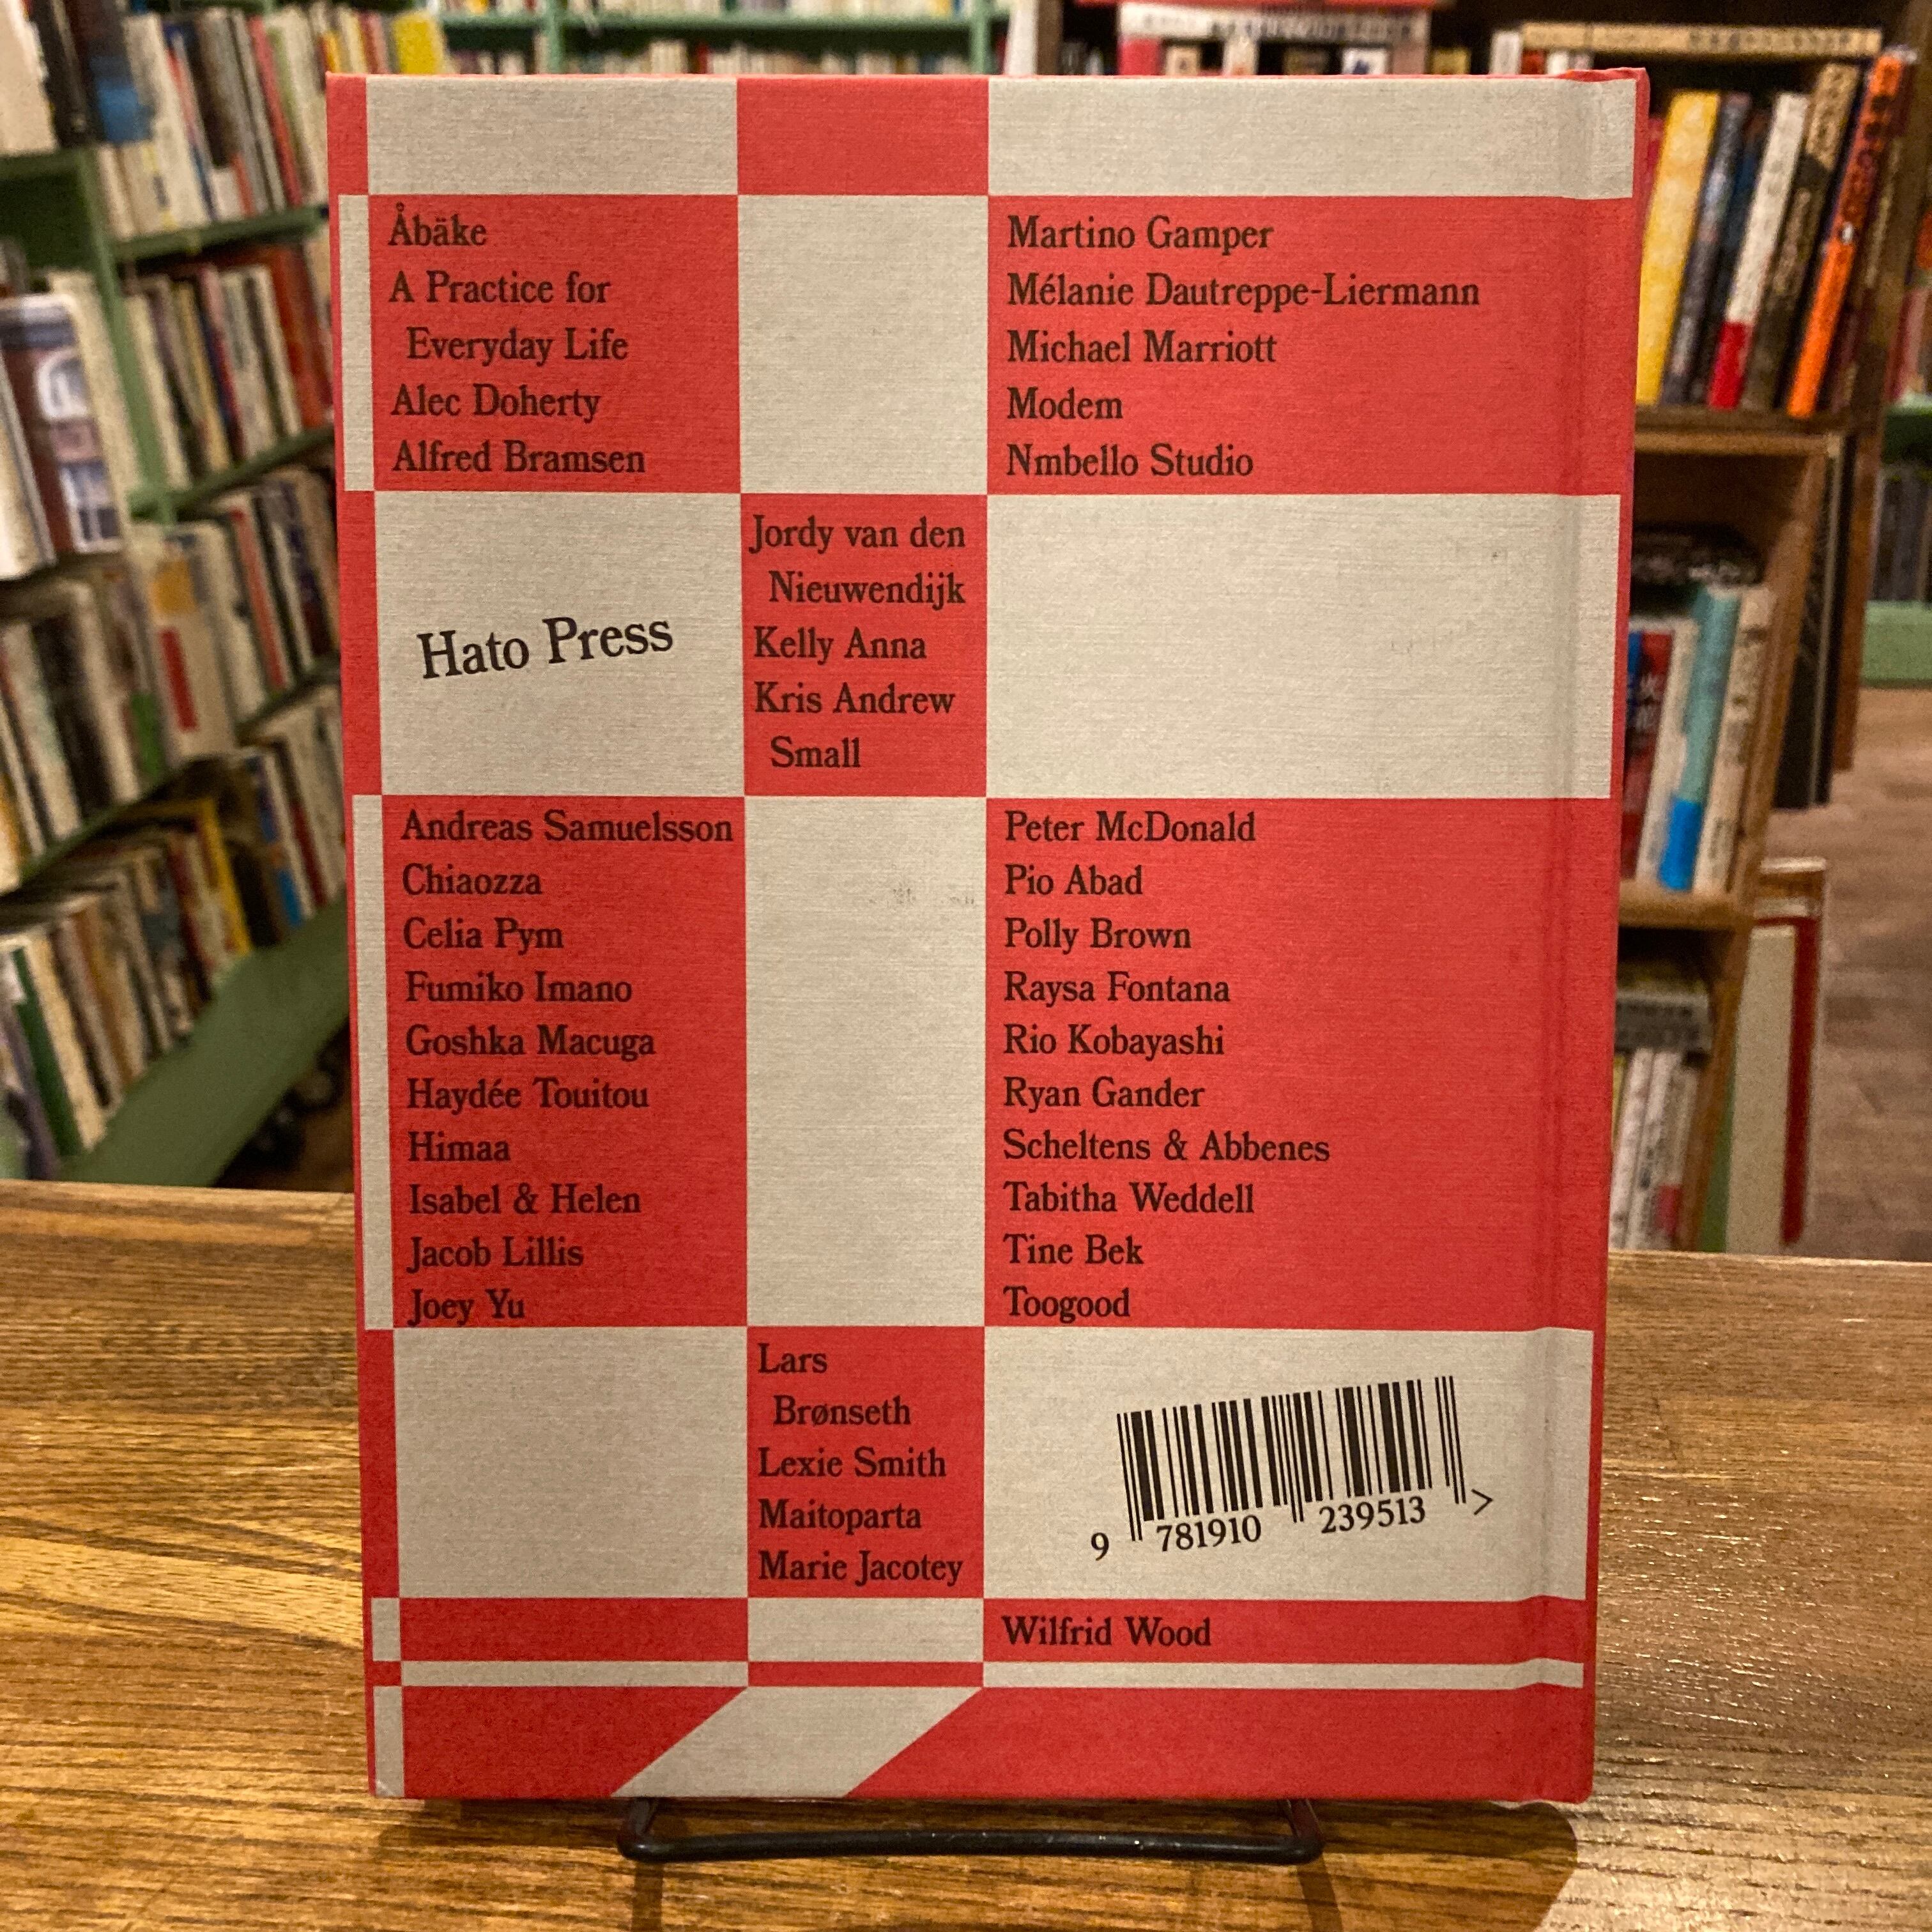 Åbäke
A Practice for
Everyday Life
Alec Doherty
Alfred Bramsen
Hato Press
Andreas Samuelsson
Chiaozza
Celia Pym
Fumiko Imano
Goshka Macuga
Haydée Touitou
Himaa
Isabel & Helen
Jacob Lillis
Joey Yu
Jordy van den
Nieuwendijk
Kelly Anna
Kris Andrew
Small
Lars
Brønseth
Lexie Smith
Maitoparta
Marie Jacotey
Martino Gamper
Mélanie Dautreppe-Liermann
Michael Marriott
Modem
Nmbello Studio
Peter McDonald
Pio Abad
Polly Brown
Raysa Fontana
Rio Kobayashi
Ryan Gander
Scheltens & Abbenes
Tabitha Weddell
Tine Bek
Toogood
9 781910 239513 >
Wilfrid Wood